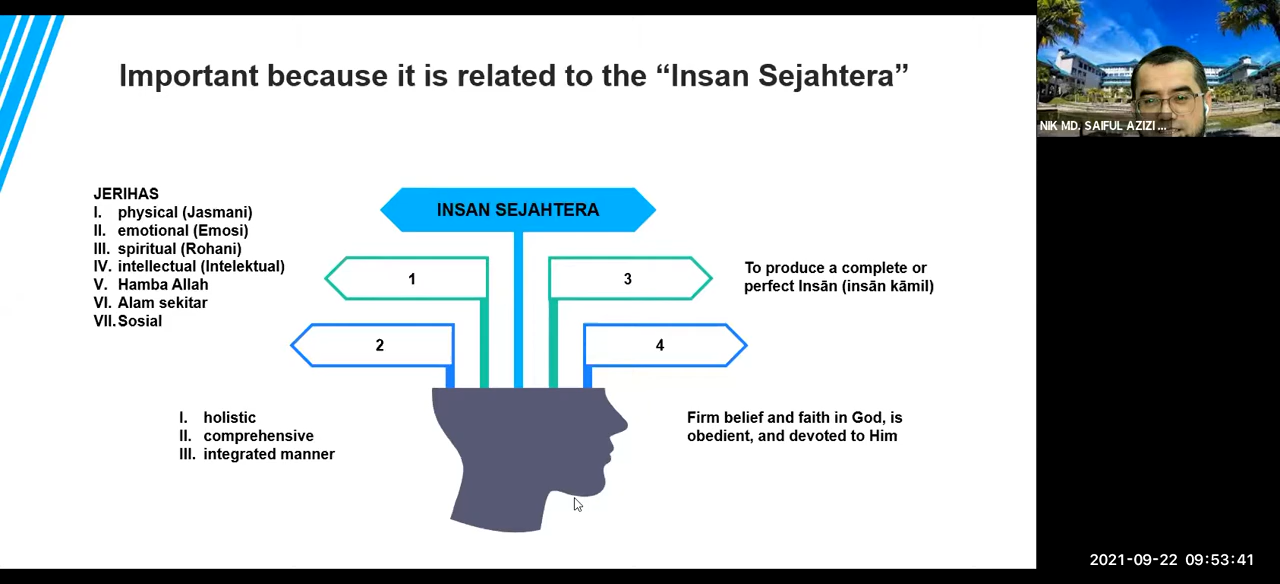 Important because it is related to the “Insan Sejahtera”
NIK MD. SAIFUL AZIZI ...
JERIHAS
I. physical (Jasmani)
II. emotional (Emosi)
III. spiritual (Rohani)
IV. intellectual (Intelektual)
V. Hamba Allah
VI. Alam sekitar
VII. Sosial
INSAN SEJAHTERA
1
3
To produce a complete or
perfect Insān (insān kāmil)
2
4
I. holistic
II. comprehensive
III. integrated manner
Firm belief and faith in God, is
obedient, and devoted to Him
2021-09-22 09:53:41